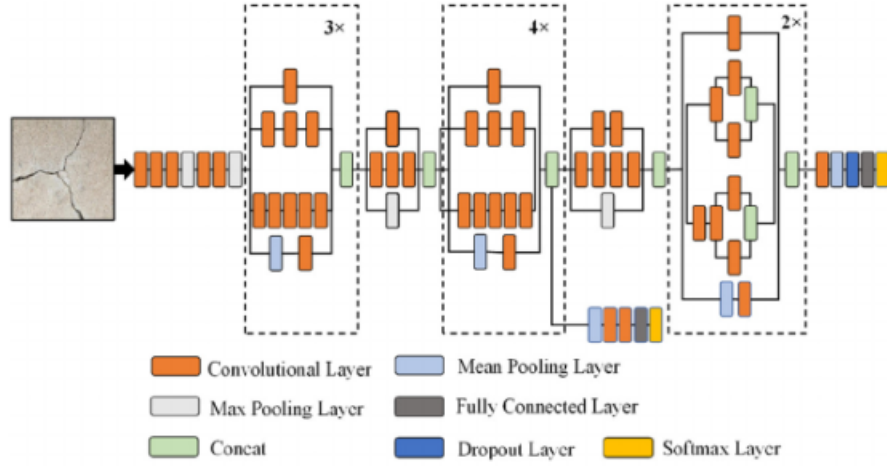 3×
4×
2×
Convolutional Layer
Mean Pooling Layer
Max Pooling Layer
Fully Connected Layer
Concat
Dropout Layer
Softmax Layer